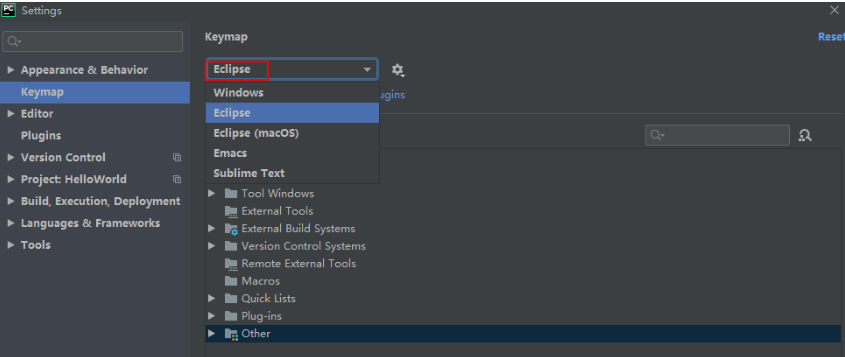 PC Settings
Keymap
Reset
Appearance & Behavior
Keymap
Editor
Plugins
Version Control
Project: HelloWorld
Build, Execution, Deployment
Languages & Frameworks
Tools
Eclipse
Windows
ugins
Eclipse
Eclipse (macOS)
Emacs
Sublime Text
Tool Windows
External Tools
External Build Systems
Version Control Systems
Remote External Tools
Macros
Quick Lists
Plug-ins
Other